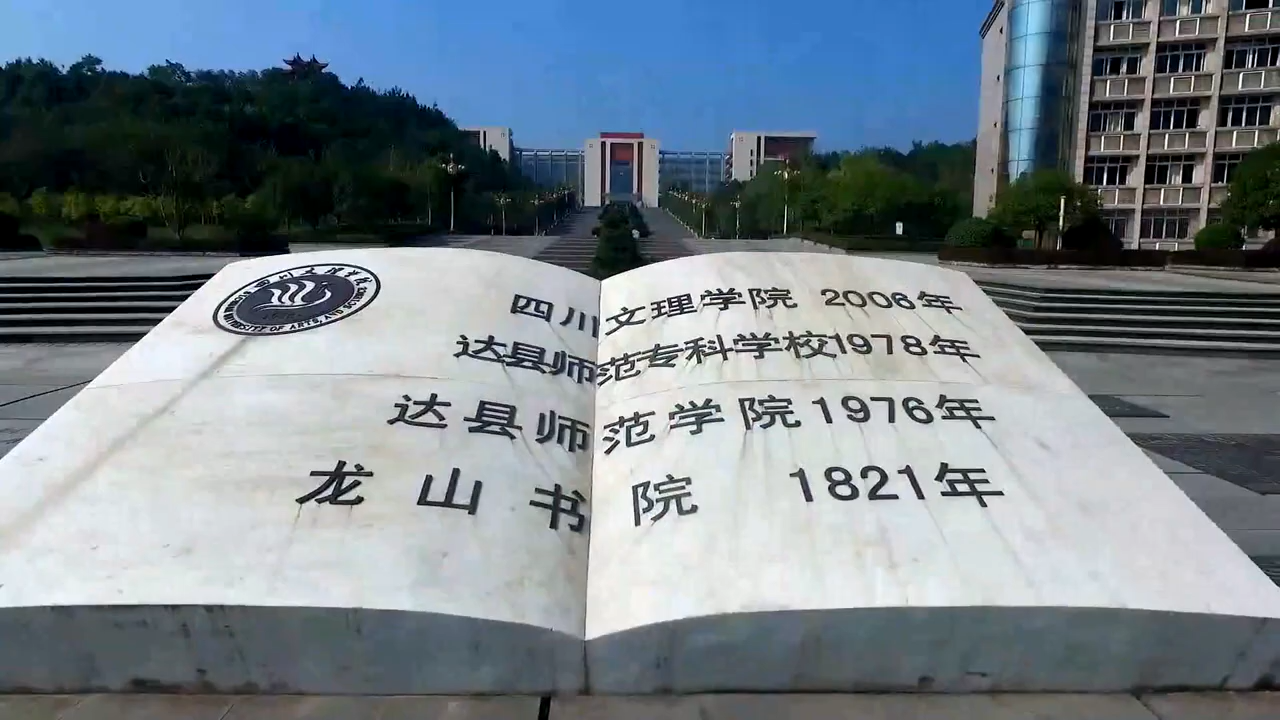 四川文理学院 2006年
达县师范专科学校1978年
达县师范学院1976年
龙山书院 1821年